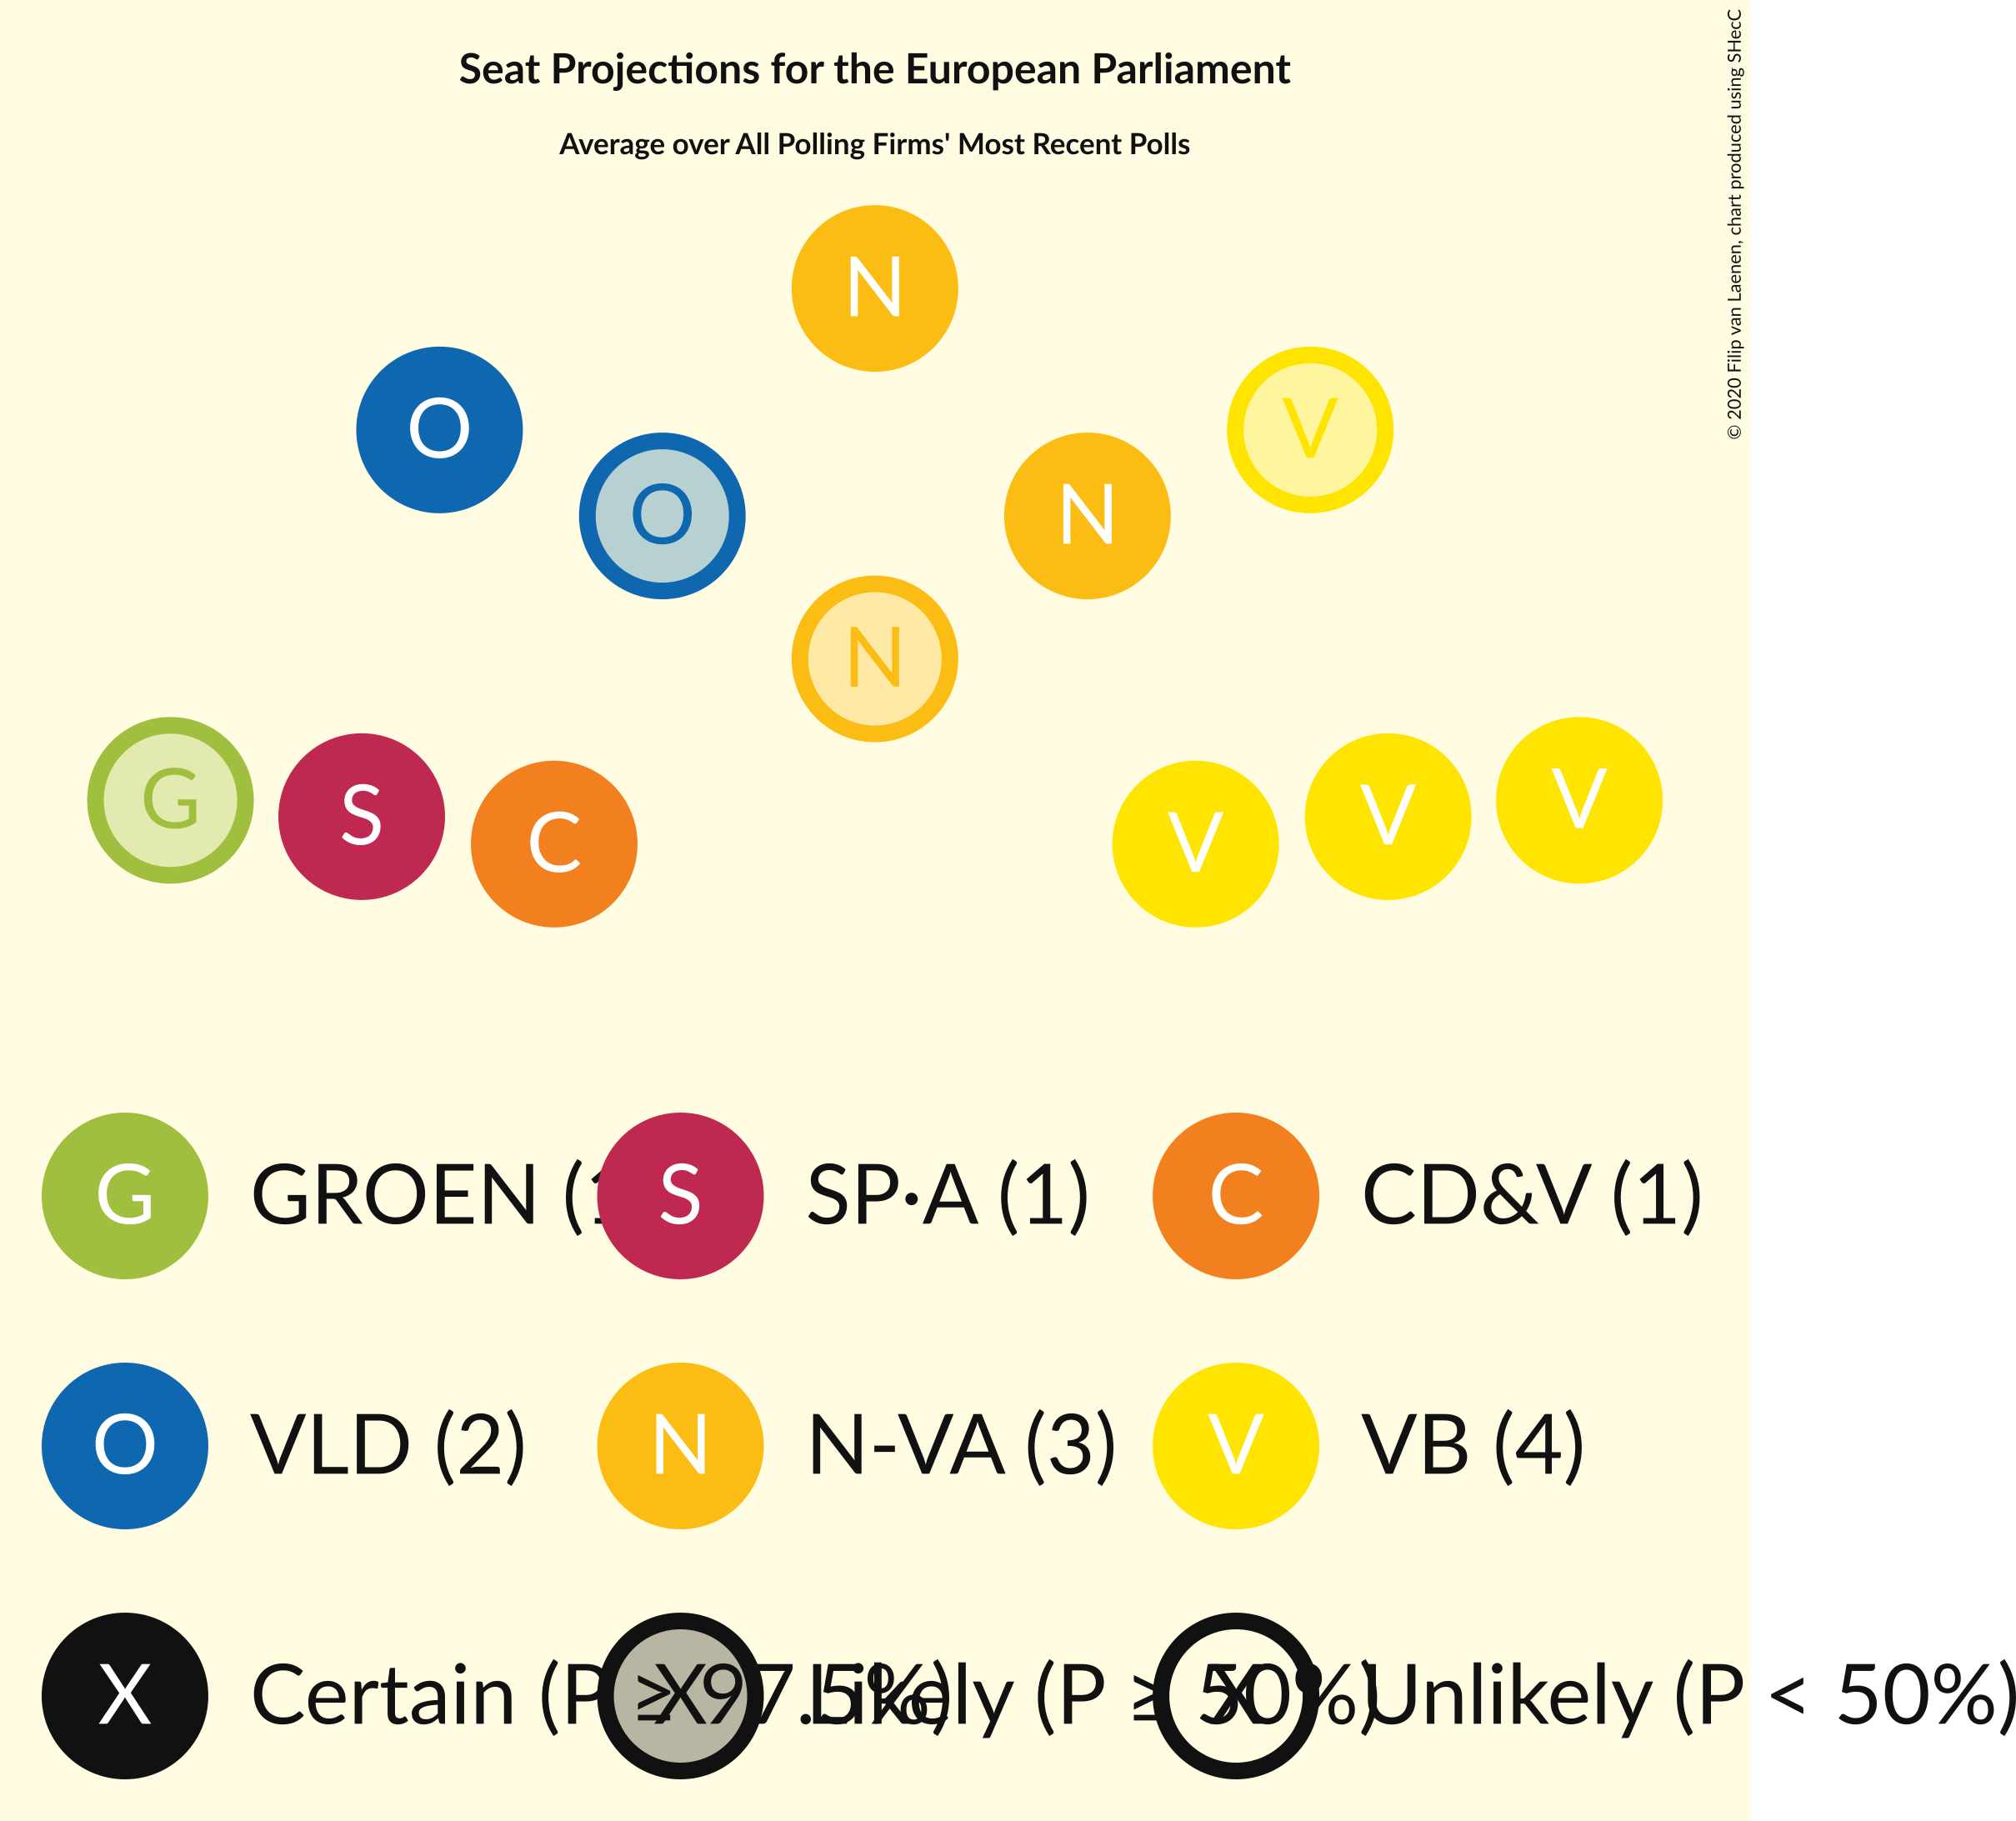 Seat Projections for the European Parliament
Average over All Polling Firms' Most Recent Polls
© 2020 Filip van Laenen, chart produced using SHecC
N
O
V
O
N
N
G
S
C
V
V
V
G GROEN ( S SP·A (1) C CD&V (1)
O VLD (2) N N-VA (3) V VB (4)
X Certain (P ≥ 97.5%) X Likely (P ≥ 50%) X Unlikely (P < 50%)